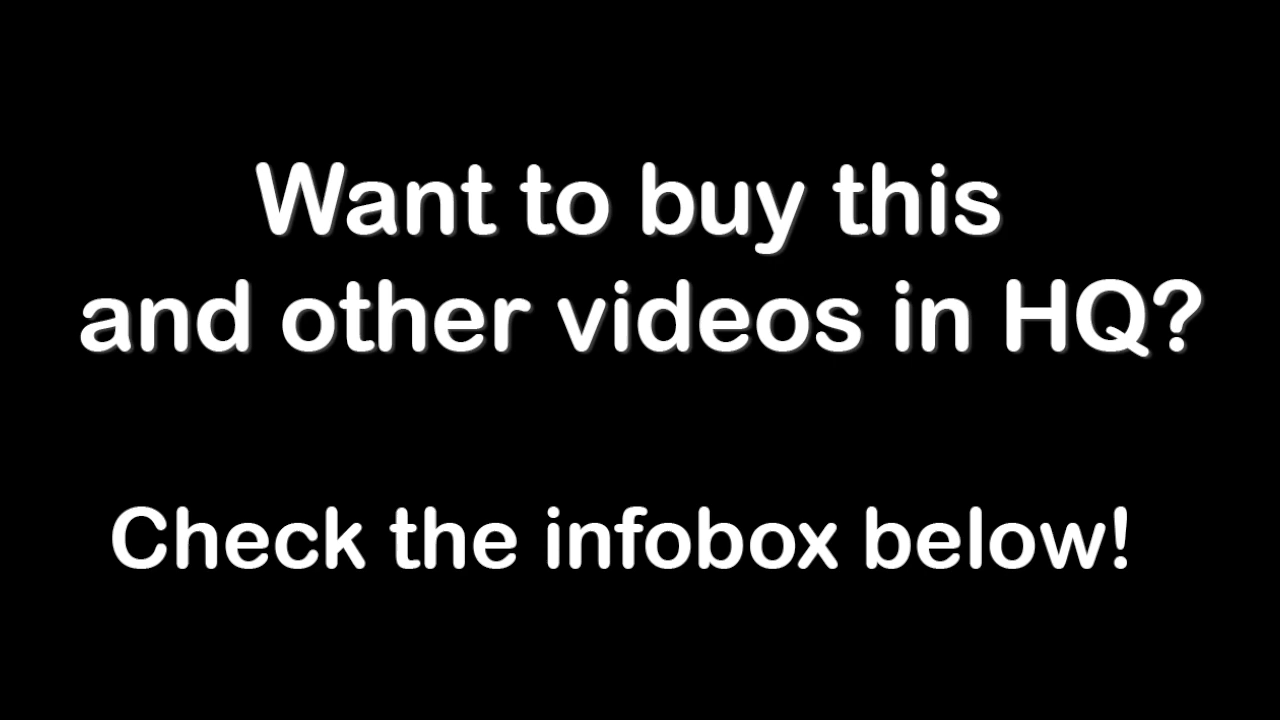 Want to buy this
and other videos in HQ?
Check the infobox below!